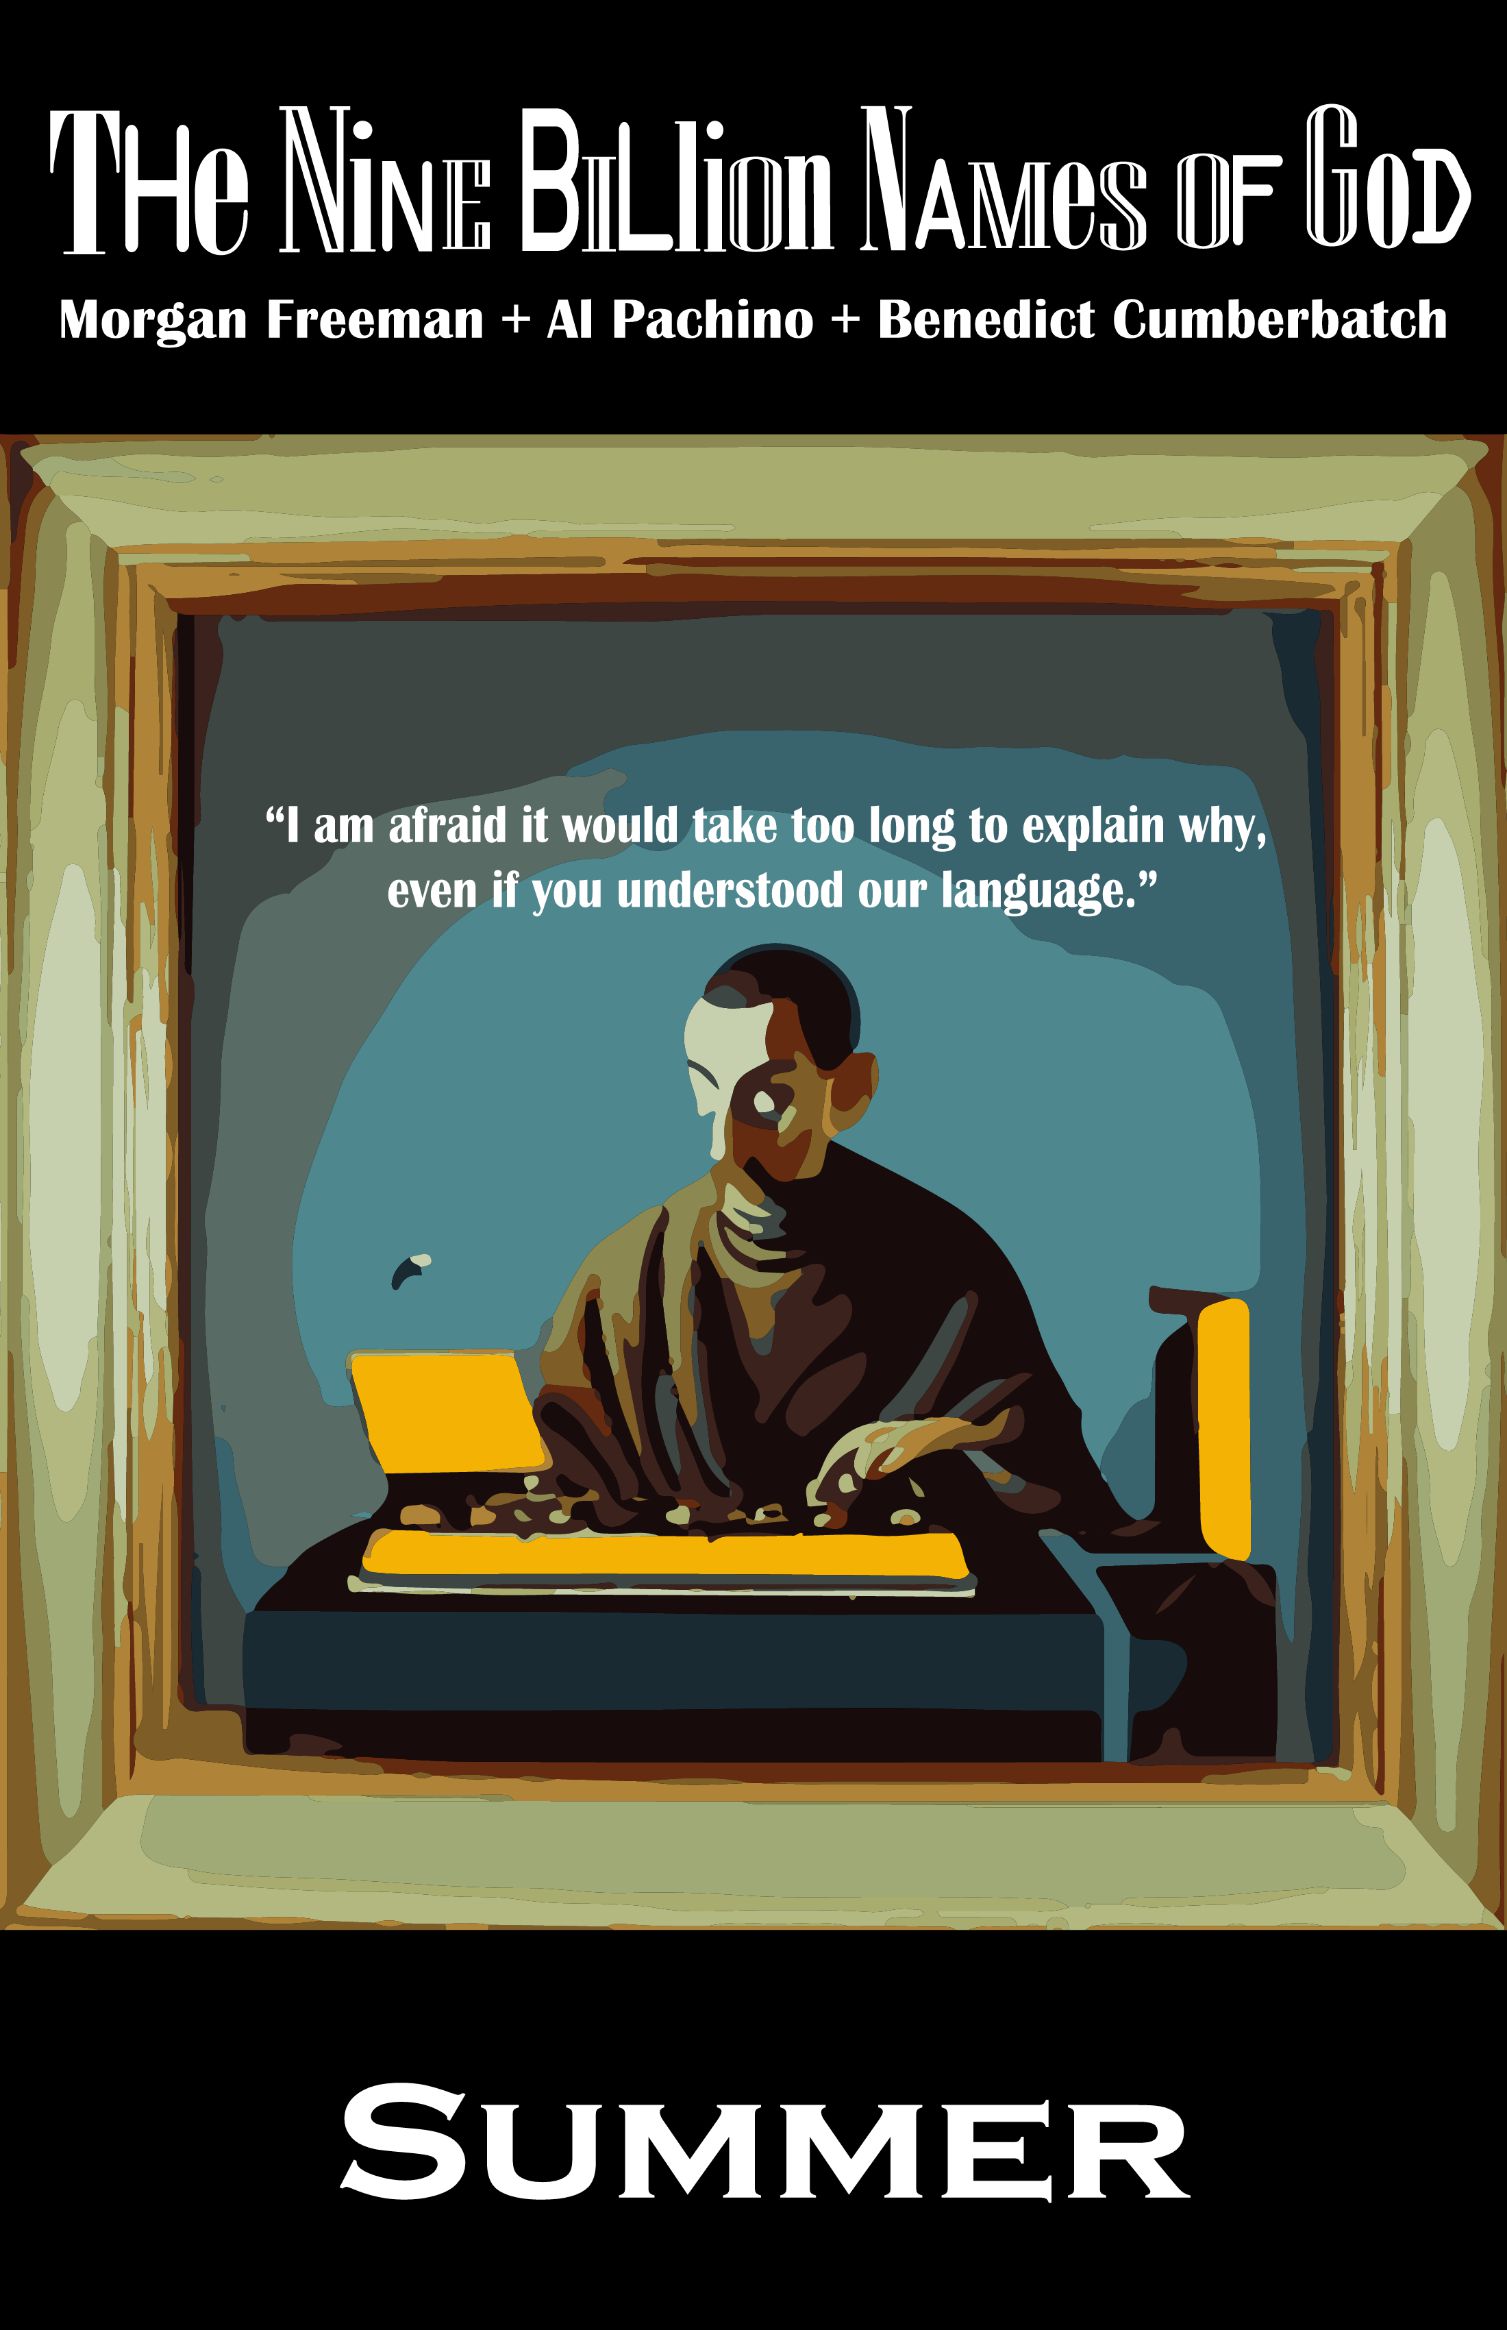 THe NiNE BiLlion NAMes oF GoD
Morgan Freeman + Al Pachino + Benedict Cumberbatch
“I am afraid it would take too long to explain why,
even if you understood our language.”
SUMMER